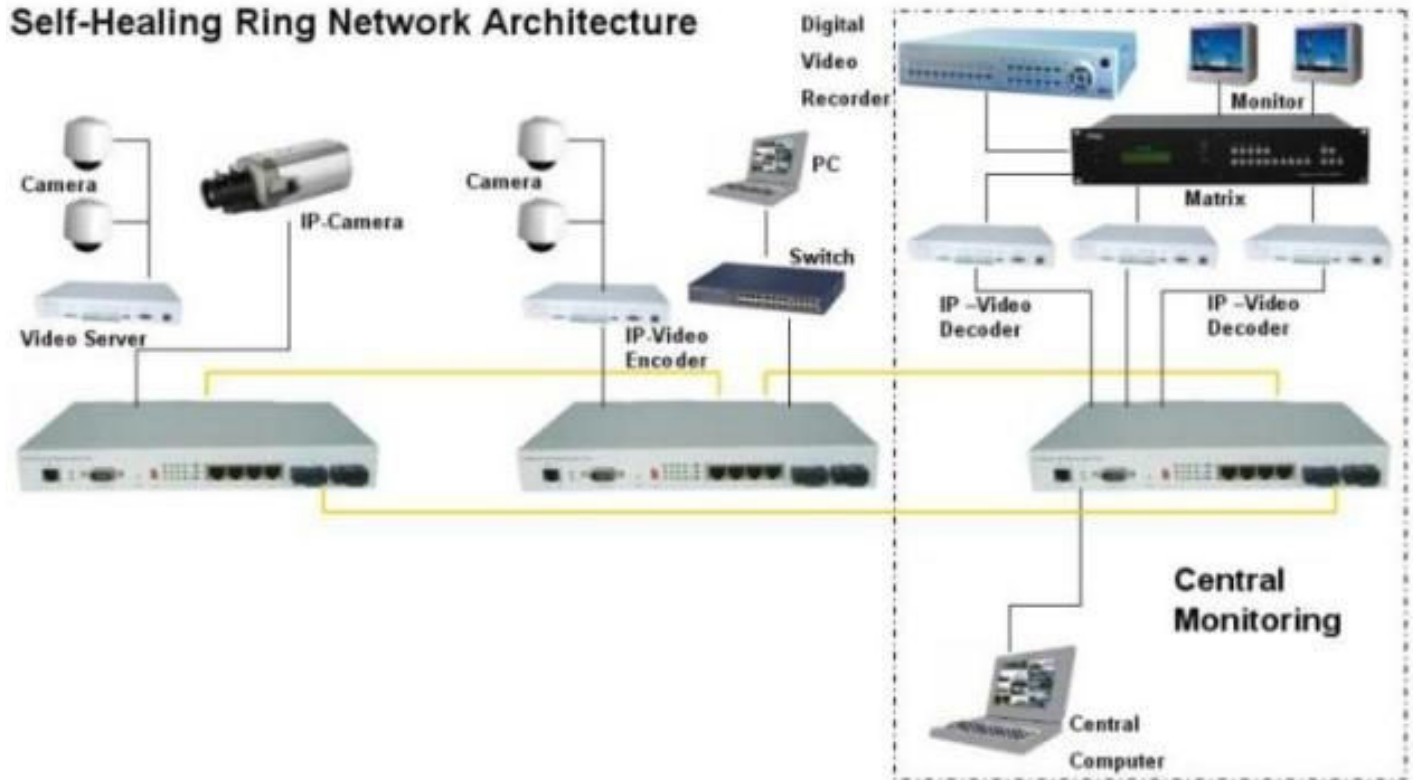 Self-Healing Ring Network Architecture
Digital
Video
Recorder
Monitor
Camera
IP-Camera
Camera
PC
Matrix
Switch
Video Server
IP-Video
Encoder
IP –Video
Decoder
IP –Video
Decoder
Central
Monitoring
Central
Computer